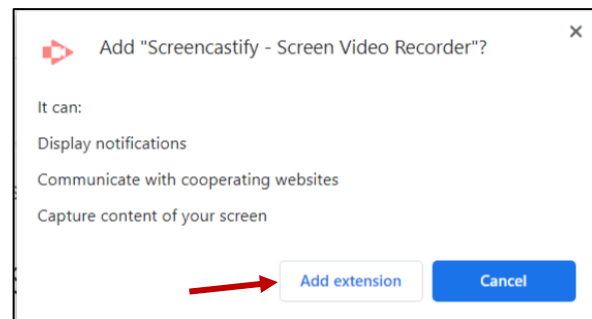 Add "Screencastify - Screen Video Recorder"?
It can:
Display notifications
Communicate with cooperating websites
Capture content of your screen
Add extension
Cancel